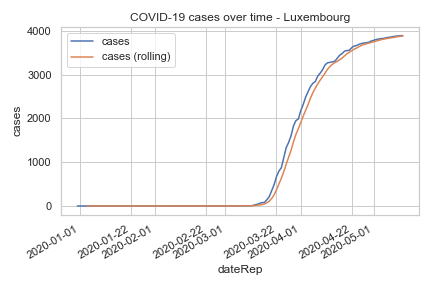 COVID-19 cases over time - Luxembourg
cases
cases (rolling)
4000
3000
2000
1000
0
cases
2020-01-01
2020-01-22
2020-02-01
2020-02-22
2020-03-01
2020-03-22
2020-04-01
2020-04-22
2020-05-01
dateRep